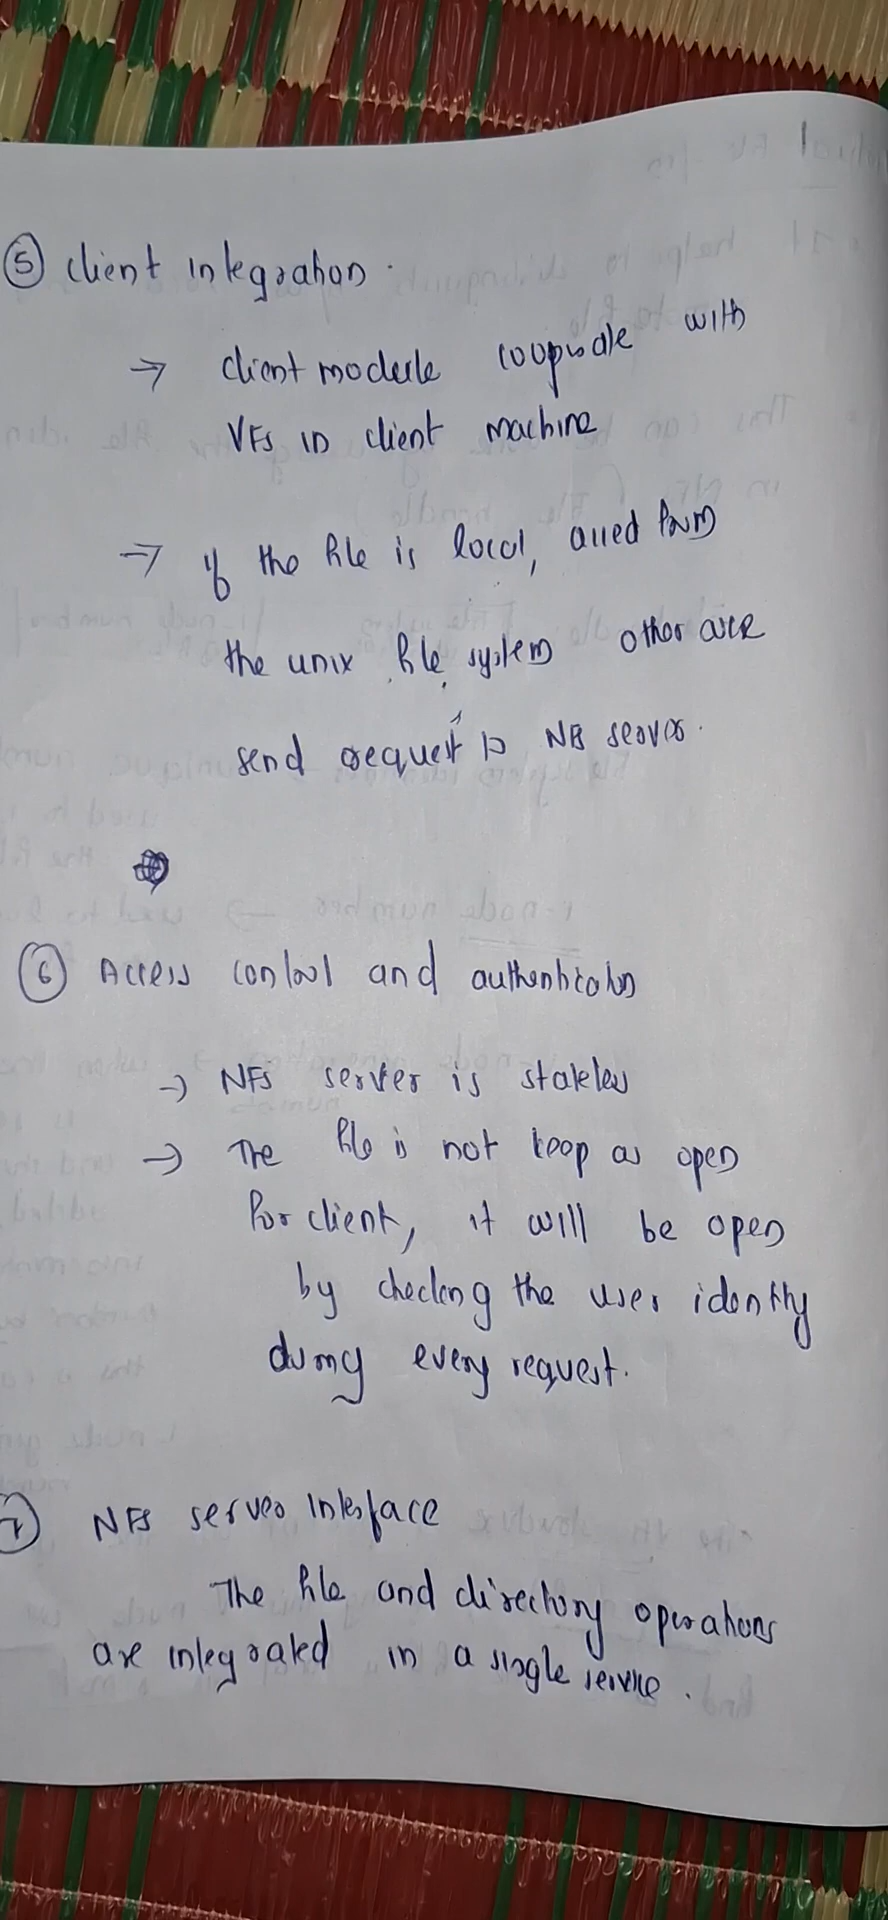 ⑤ client integration.
→ client module cooperate with
VFS in client machine
→ if the file is local, access from
the unix file system other wise
send request to NFS server.
⑥ Access control and authentication
→ NFS server is stateless
→ The file is not keep as open
for client, it will be open
by checking the user identity
during every request.
⑦ NFS server interface
The file and directory operations
are integrated in a single service.